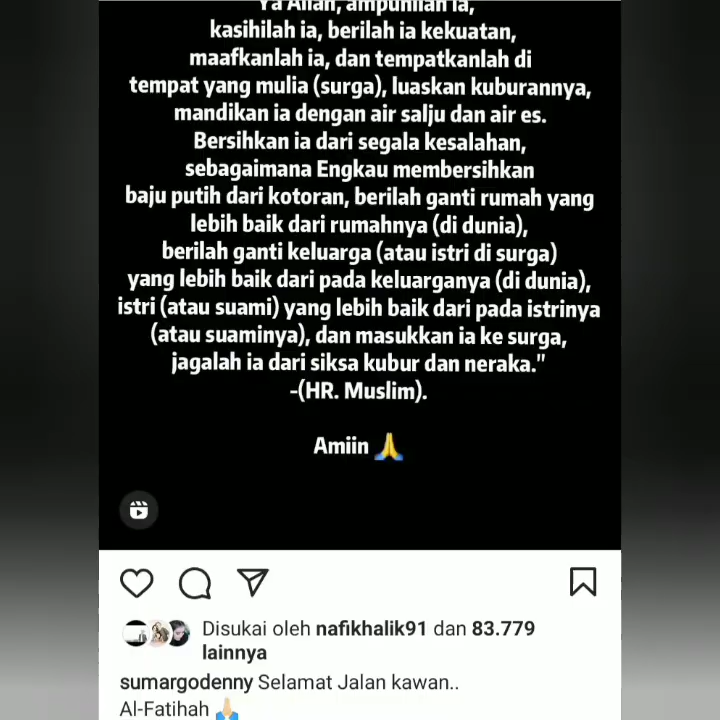 Ya Allah, ampunilah ia,
kasihilah ia, berilah ia kekuatan,
maafkanlah ia, dan tempatkanlah di
tempat yang mulia (surga), luaskan kuburannya,
mandikan ia dengan air salju dan air es.
Bersihkan ia dari segala kesalahan,
sebagaimana Engkau membersihkan
baju putih dari kotoran, berilah ganti rumah yang
lebih baik dari rumahnya (di dunia),
berilah ganti keluarga (atau istri di surga)
yang lebih baik dari pada keluarganya (di dunia),
istri (atau suami) yang lebih baik dari pada istrinya
(atau suaminya), dan masukkan ia ke surga,
jagalah ia dari siksa kubur dan neraka."
-(HR. Muslim).
Amiin 🙏
Disukai oleh nafikhalik91 dan 83.779
lainnya
sumargodenny Selamat Jalan kawan..
Al-Fatihah 🙏🏻